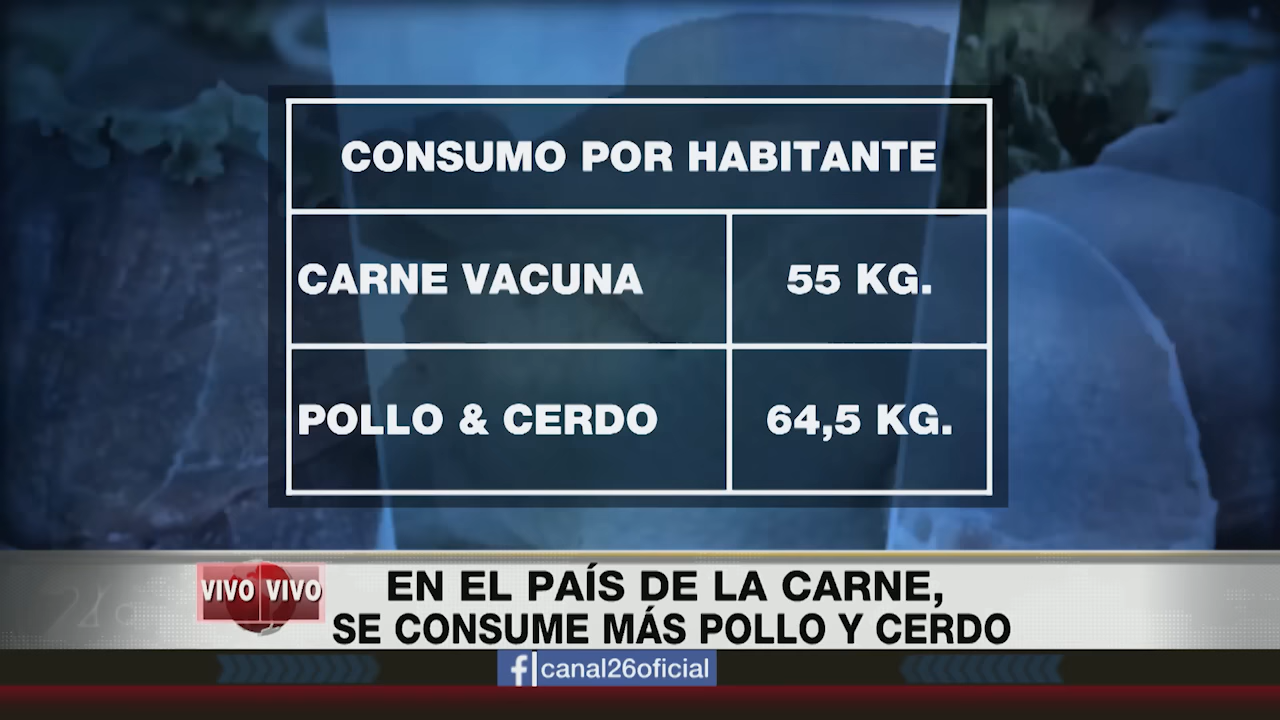 CONSUMO POR HABITANTE
CARNE VACUNA 55 KG.
POLLO & CERDO 64,5 KG.
VIVO VIVO
EN EL PAÍS DE LA CARNE,
SE CONSUME MÁS POLLO Y CERDO
canal26oficial